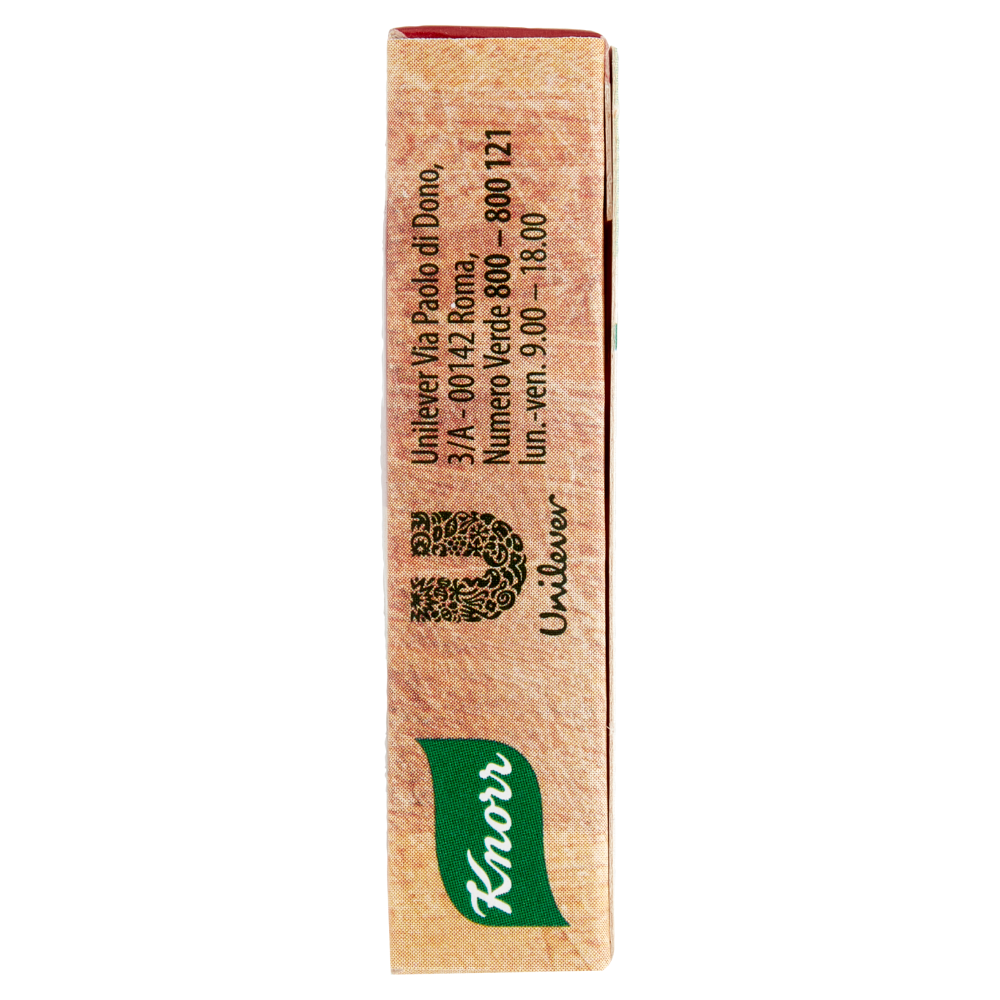 Knorr
Unilever
Unilever Via Paolo di Dono,
3/A - 00142 Roma,
Numero Verde 800 – 800 121
lun.-ven. 9.00 – 18.00